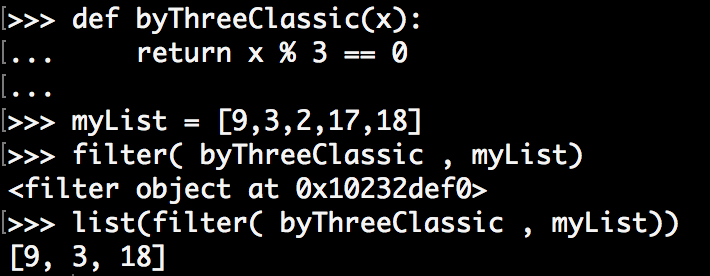 [>>> def byThreeClassic(x):
[...     return x % 3 == 0
[...
[>>> myList = [9,3,2,17,18]
[>>> filter( byThreeClassic , myList)
<filter object at 0x10232def0>
[>>> list(filter( byThreeClassic , myList))
[9, 3, 18]